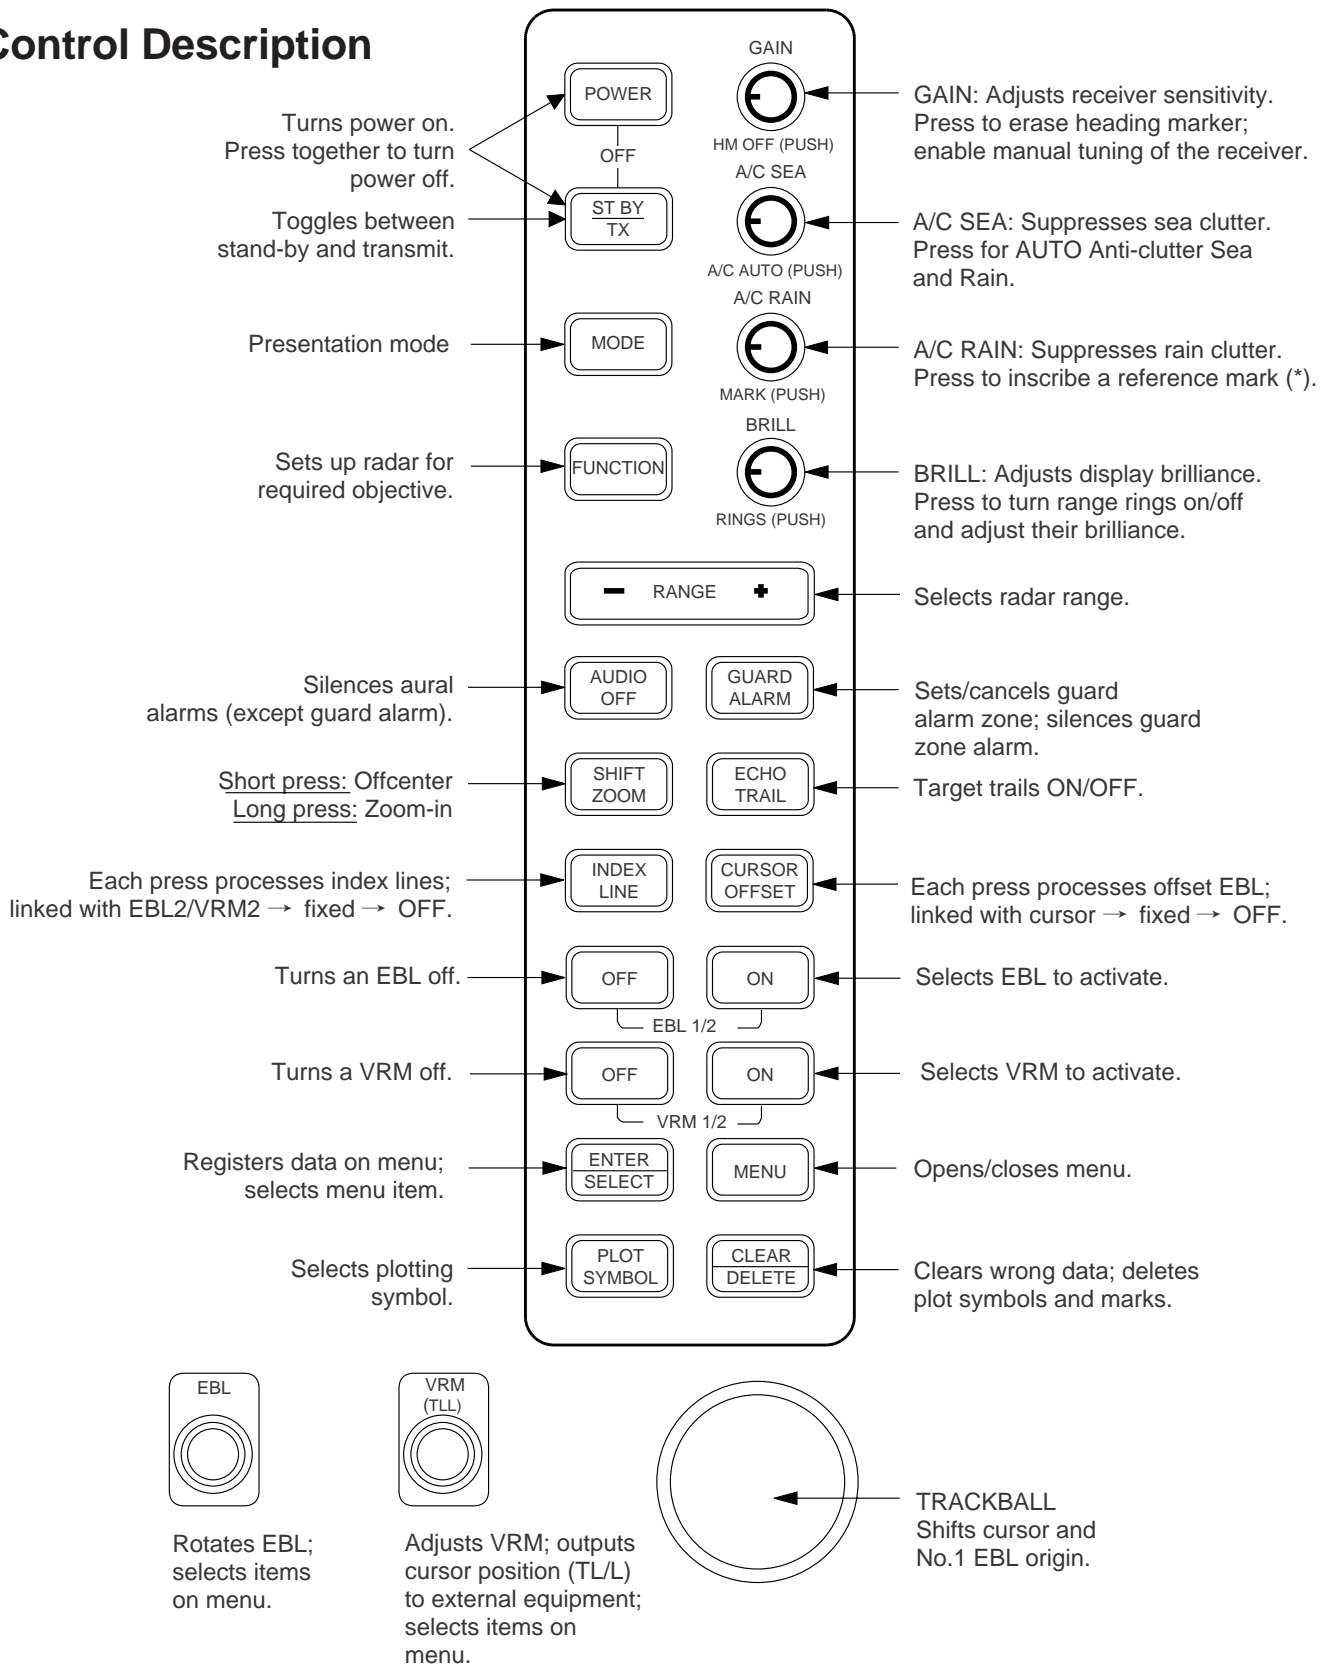 Control Description
GAIN
POWER
GAIN: Adjusts receiver sensitivity.
Press to erase heading marker;
enable manual tuning of the receiver.
Turns power on.
Press together to turn
power off.
OFF
HM OFF (PUSH)
A/C SEA
Toggles between
stand-by and transmit.
ST BY
TX
A/C SEA: Suppresses sea clutter.
Press for AUTO Anti-clutter Sea
and Rain.
A/C AUTO (PUSH)
A/C RAIN
Presentation mode
MODE
A/C RAIN: Suppresses rain clutter.
Press to inscribe a reference mark (*).
MARK (PUSH)
BRILL
Sets up radar for
required objective.
FUNCTION
BRILL: Adjusts display brilliance.
Press to turn range rings on/off
and adjust their brilliance.
RINGS (PUSH)
− RANGE +
Selects radar range.
Silences aural
alarms (except guard alarm).
AUDIO
OFF
GUARD
ALARM
Sets/cancels guard
alarm zone; silences guard
zone alarm.
Short press: Offcenter
Long press: Zoom-in
SHIFT
ZOOM
ECHO
TRAIL
Target trails ON/OFF.
Each press processes index lines;
linked with EBL2/VRM2 → fixed → OFF.
INDEX
LINE
CURSOR
OFFSET
Each press processes offset EBL;
linked with cursor → fixed → OFF.
Turns an EBL off.
OFF
ON
Selects EBL to activate.
EBL 1/2
Turns a VRM off.
OFF
ON
Selects VRM to activate.
VRM 1/2
Registers data on menu;
selects menu item.
ENTER
SELECT
MENU
Opens/closes menu.
Selects plotting
symbol.
PLOT
SYMBOL
CLEAR
DELETE
Clears wrong data; deletes
plot symbols and marks.
EBL
Rotates EBL;
selects items
on menu.
VRM
(TLL)
Adjusts VRM; outputs
cursor position (TL/L)
to external equipment;
selects items on
menu.
TRACKBALL
Shifts cursor and
No.1 EBL origin.